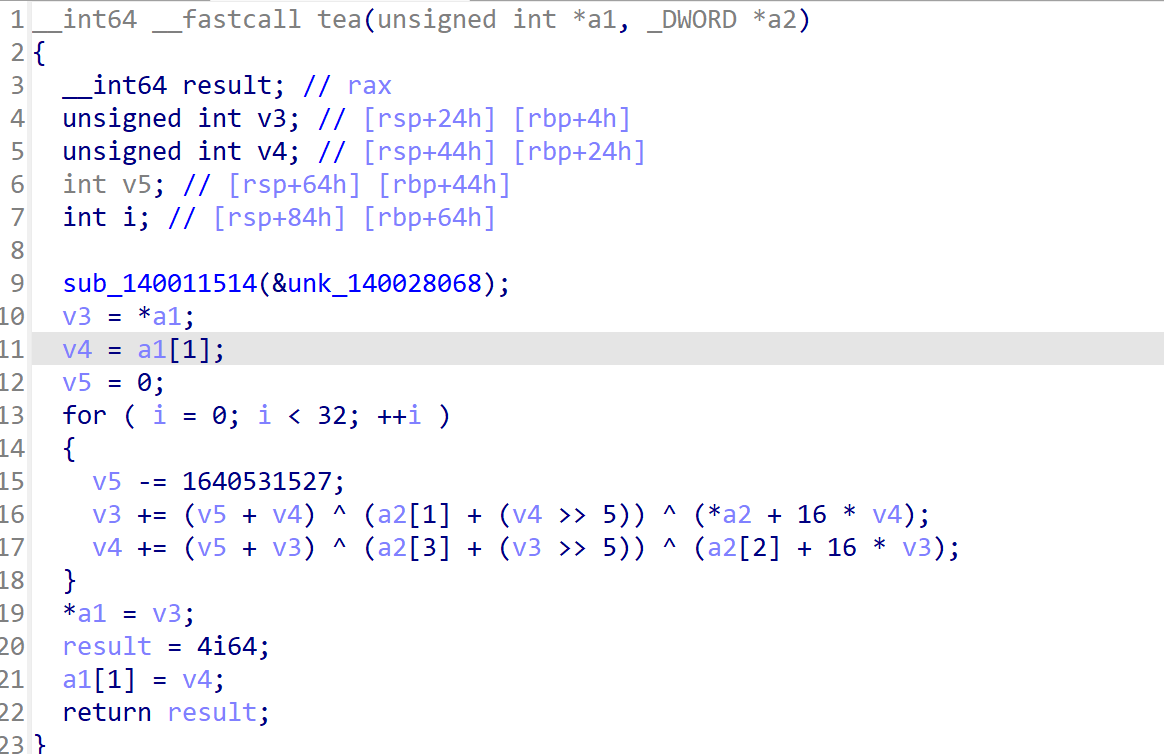 1 __int64 __fastcall tea(unsigned int *a1, _DWORD *a2)
2 {
3   __int64 result; // rax
4   unsigned int v3; // [rsp+24h] [rbp+4h]
5   unsigned int v4; // [rsp+44h] [rbp+24h]
6   int v5; // [rsp+64h] [rbp+44h]
7   int i; // [rsp+84h] [rbp+64h]
8
9   sub_140011514(&unk_140028068);
10   v3 = *a1;
11   v4 = a1[1];
12   v5 = 0;
13   for ( i = 0; i < 32; ++i )
14   {
15     v5 -= 1640531527;
16     v3 += (v5 + v4) ^ (a2[1] + (v4 >> 5)) ^ (*a2 + 16 * v4);
17     v4 += (v5 + v3) ^ (a2[3] + (v3 >> 5)) ^ (a2[2] + 16 * v3);
18   }
19   *a1 = v3;
20   result = 4i64;
21   a1[1] = v4;
22   return result;
23 }